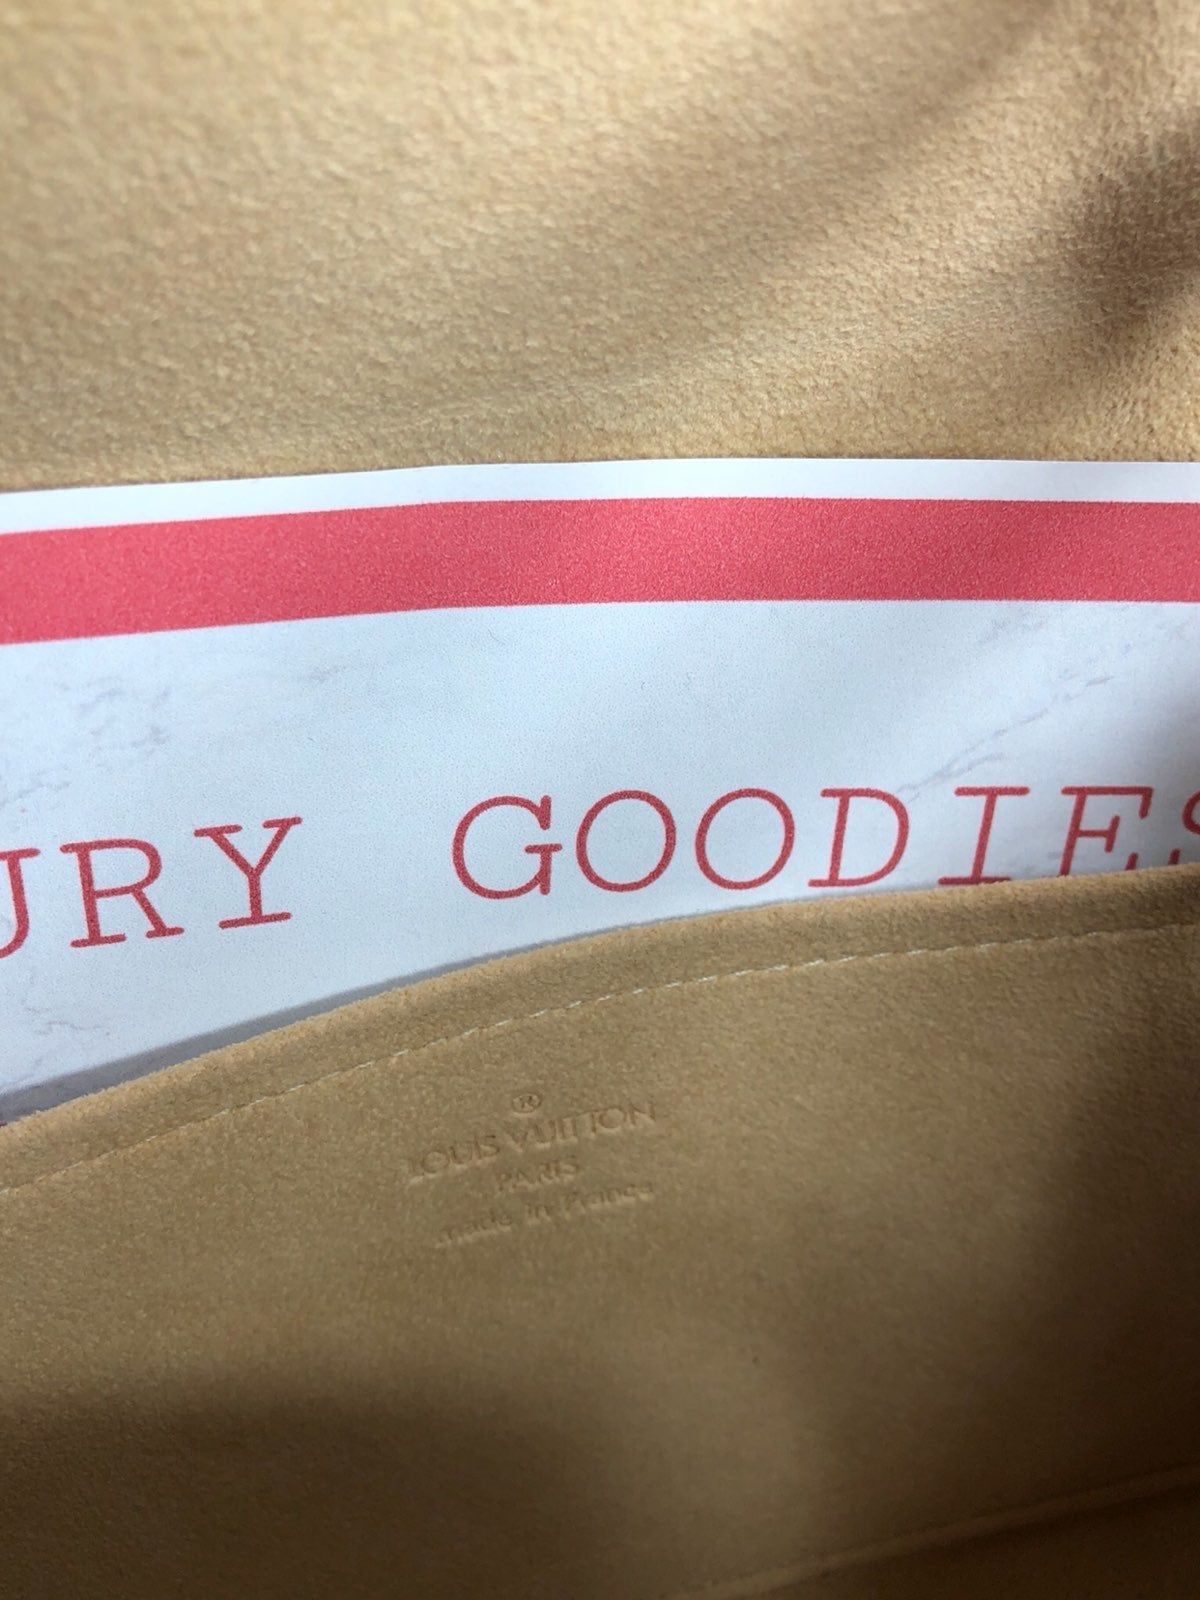 URY GOODIES
®
LOUIS VUITTON
PARIS
made in France